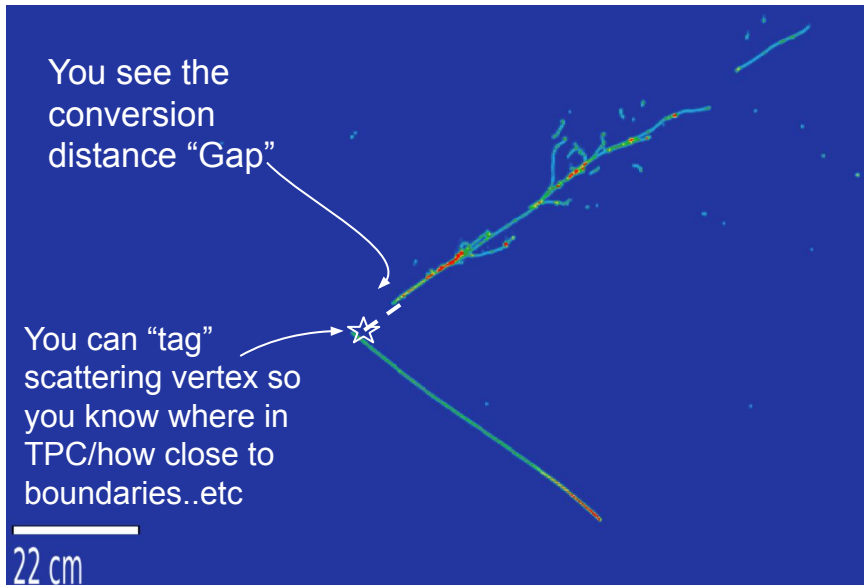 You see the
conversion
distance “Gap”
You can “tag”
scattering vertex so
you know where in
TPC/how close to
boundaries..etc
22 cm